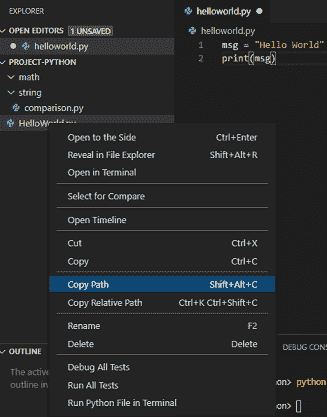 EXPLORER
OPEN EDITORS 1 UNSAVED
helloworld.py
PROJECT-PYTHON
math
string
comparison.py
HelloWorld.py
helloworld.py
helloworld.py
1 msg = "Hello World"
2 print(msg)
Open to the Side Ctrl+Enter
Reveal in File Explorer Shift+Alt+R
Open in Terminal
Select for Compare
Open Timeline
Cut Ctrl+X
Copy Ctrl+C
Copy Path Shift+Alt+C
Copy Relative Path Ctrl+K Ctrl+Shift+C
Rename F2
Delete Delete
Debug All Tests
Run All Tests
Run Python File in Terminal
OUTLINE
The active
outline in
DEBUG CONS
hon> python
hon>